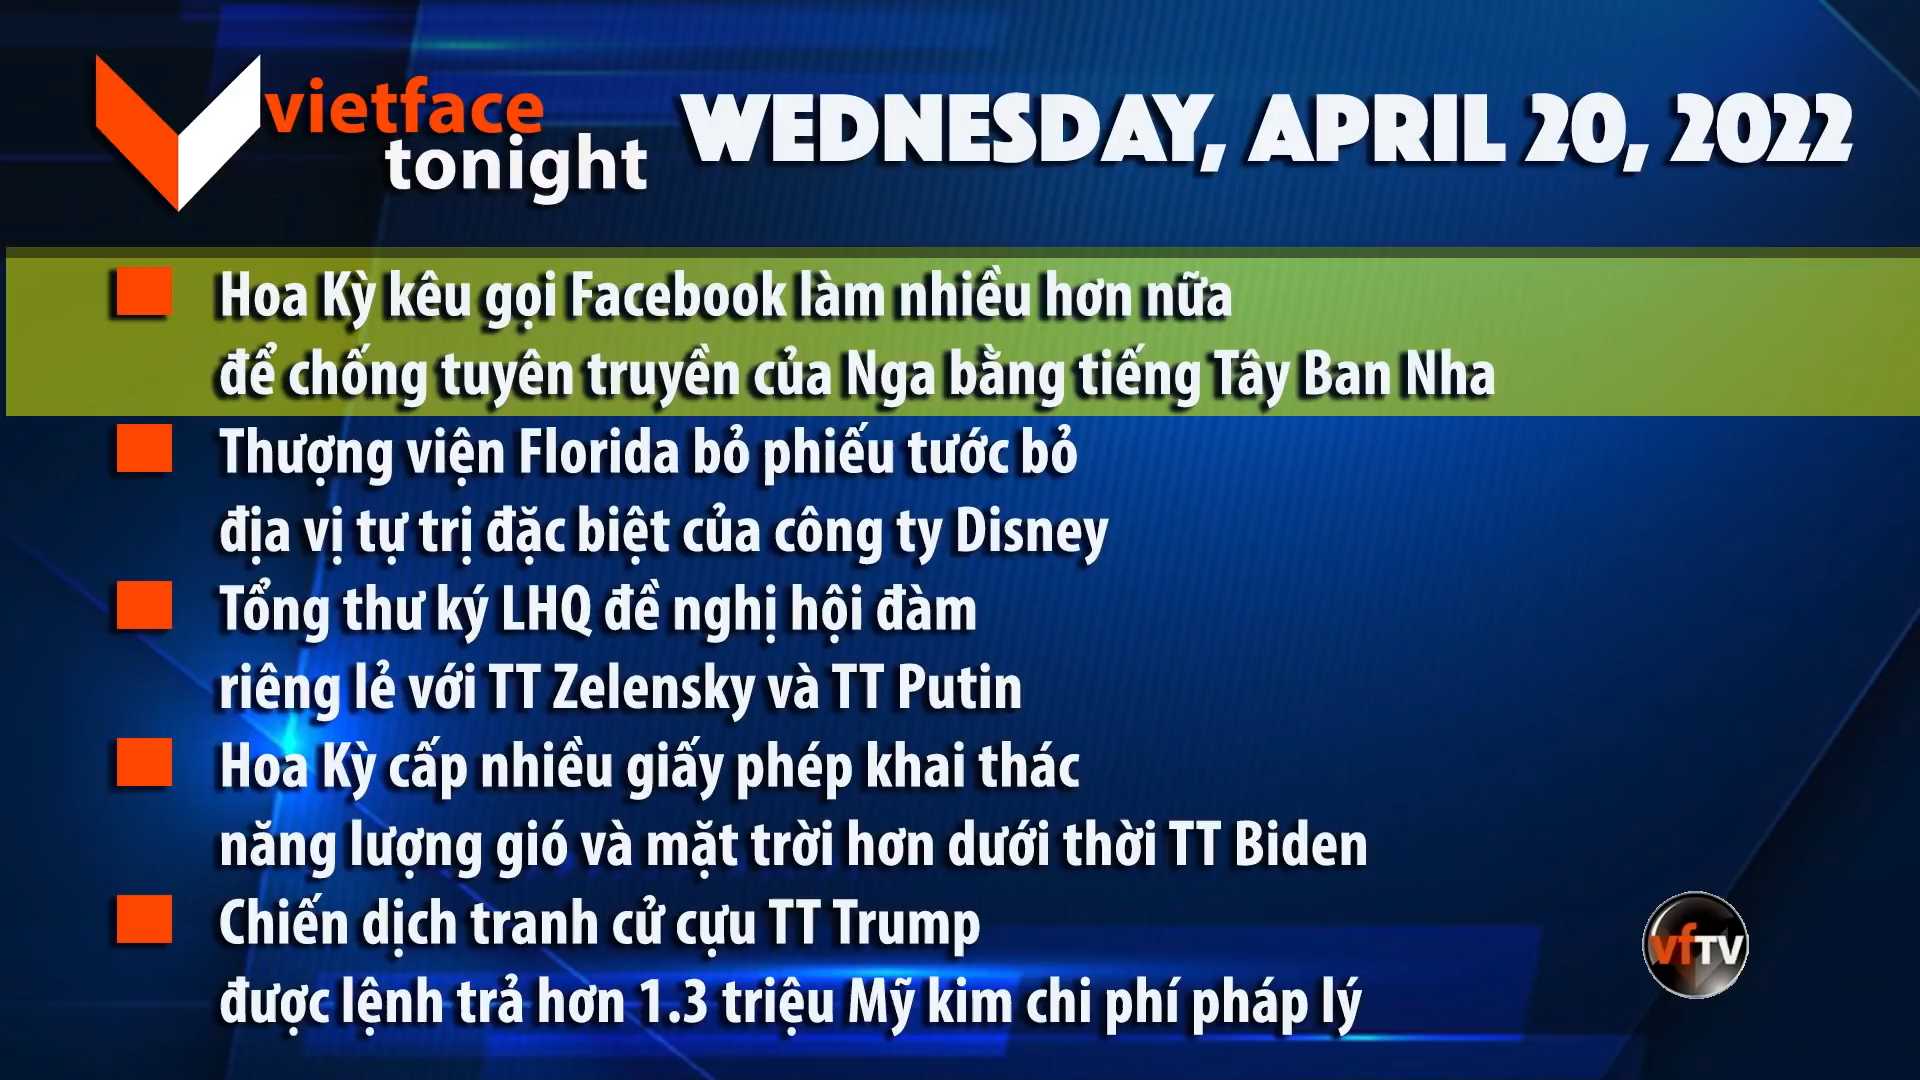 vietface
tonight
WEDNESDAY, APRIL 20, 2022
Hoa Kỳ kêu gọi Facebook làm nhiều hơn nữa
để chống tuyên truyền của Nga bằng tiếng Tây Ban Nha
Thượng viện Florida bỏ phiếu tước bỏ
địa vị tự trị đặc biệt của công ty Disney
Tổng thư ký LHQ đề nghị hội đàm
riêng lẻ với TT Zelensky và TT Putin
Hoa Kỳ cấp nhiều giấy phép khai thác
năng lượng gió và mặt trời hơn dưới thời TT Biden
Chiến dịch tranh cử cựu TT Trump
được lệnh trả hơn 1.3 triệu Mỹ kim chi phí pháp lý
vfTV